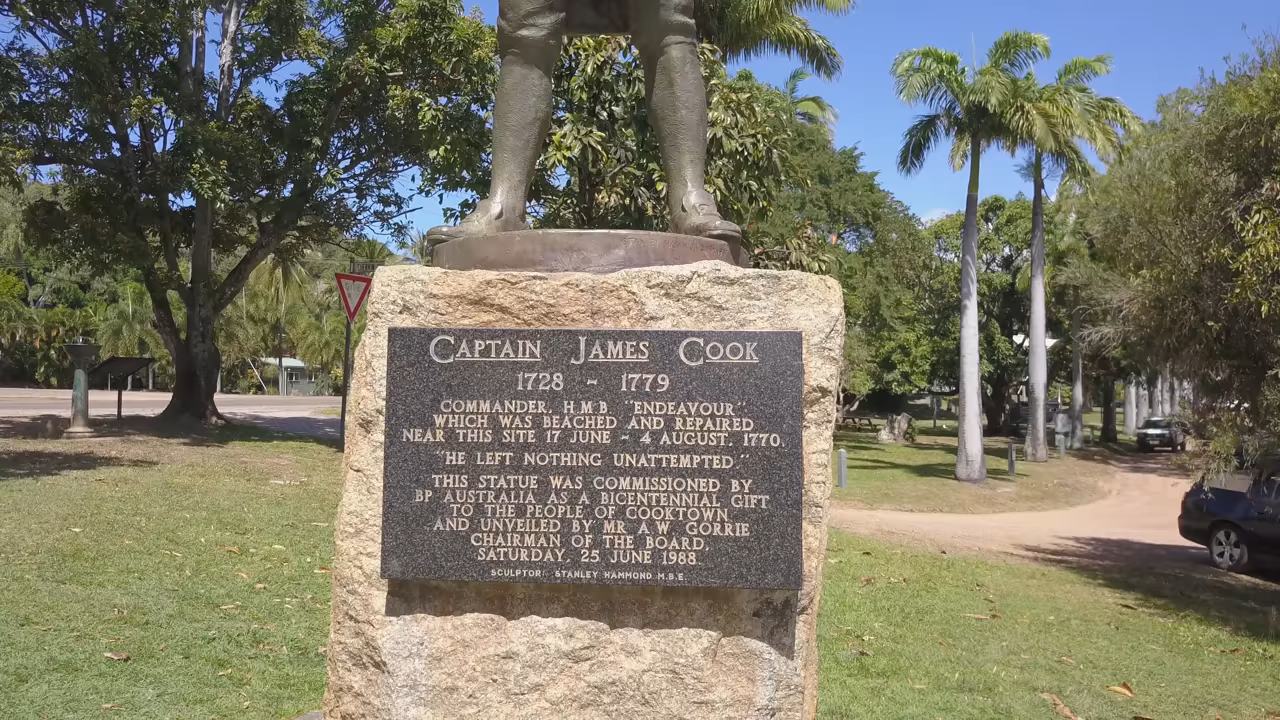 CAPTAIN JAMES COOK
1728 ~ 1779
COMMANDER, H.M.B. "ENDEAVOUR"
WHICH WAS BEACHED AND REPAIRED
NEAR THIS SITE 17 JUNE ~ 4 AUGUST, 1770.
"HE LEFT NOTHING UNATTEMPTED"
THIS STATUE WAS COMMISSIONED BY
BP AUSTRALIA AS A BICENTENNIAL GIFT
TO THE PEOPLE OF COOKTOWN
AND UNVEILED BY MR A.W. GORRIE
CHAIRMAN OF THE BOARD,
SATURDAY, 25 JUNE 1988.
SCULPTOR: STANLEY HAMMOND M.B.E.